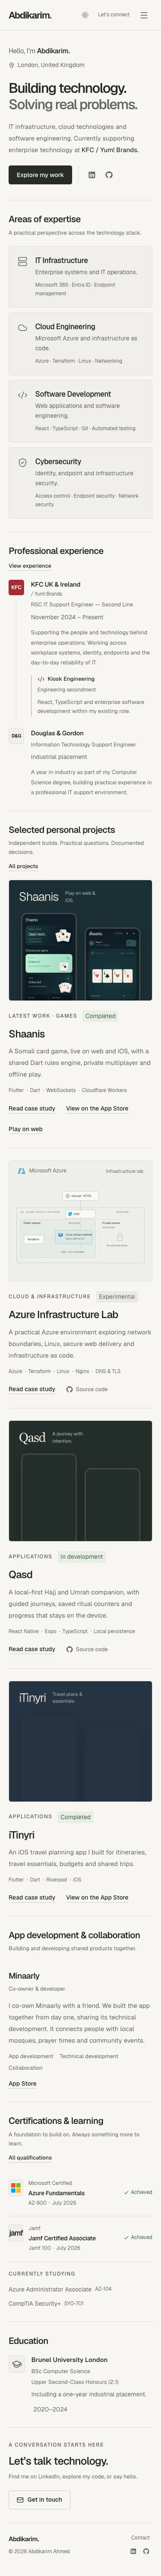 Abdikarim.
Let's connect
Hello, I'm Abdikarim.
London, United Kingdom
Building technology.
Solving real problems.
IT infrastructure, cloud technologies and
software engineering. Currently supporting
enterprise technology at KFC / Yum! Brands.
Explore my work
Areas of expertise
A practical perspective across the technology stack.
IT Infrastructure
Enterprise systems and IT operations.
Microsoft 365 · Entra ID · Endpoint
management
Cloud Engineering
Microsoft Azure and infrastructure as
code.
Azure · Terraform · Linux · Networking
Software Development
Web applications and software
engineering.
React · TypeScript · Git · Automated testing
Cybersecurity
Identity, endpoint and infrastructure
security.
Access control · Endpoint security · Network
security
Professional experience
View experience
KFC
KFC UK & Ireland
/ Yum! Brands
RSC IT Support Engineer — Second Line
November 2024 – Present
Supporting the people and technology behind
enterprise operations. Working across
workplace systems, identity, endpoints and the
day-to-day reliability of IT.
Kiosk Engineering
Engineering secondment
React, TypeScript and enterprise software
development within my existing role.
D&G
Douglas & Gordon
Information Technology Support Engineer
Industrial placement
A year in industry as part of my Computer
Science degree, building practical experience in
a professional IT support environment.
Selected personal projects
Independent builds. Practical questions. Documented
decisions.
All projects
Shaanis
Play on web &
iOS.
LATEST WORK · GAMES
Completed
Shaanis
A Somali card game, live on web and iOS, with a
shared Dart rules engine, private multiplayer and
offline play.
Flutter · Dart · WebSockets · Cloudflare Workers
Read case study
View on the App Store
Play on web
Microsoft Azure
Infrastructure lab
CLOUD & INFRASTRUCTURE
Experimental
Azure Infrastructure Lab
A practical Azure environment exploring network
boundaries, Linux, secure web delivery and
infrastructure as code.
Azure · Terraform · Linux · Nginx · DNS & TLS
Read case study
Source code
Qasd
A journey with
intention.
APPLICATIONS
In development
Qasd
A local-first Hajj and Umrah companion, with
guided journeys, saved ritual counters and
progress that stays on the device.
React Native · Expo · TypeScript · Local persistence
Read case study
Source code
iTinyri
Travel plans &
essentials.
APPLICATIONS
Completed
iTinyri
An iOS travel planning app I built for itineraries,
travel essentials, budgets and shared trips.
Flutter · Dart · Riverpod · iOS
Read case study
View on the App Store
App development & collaboration
Building and developing shared products together.
Minaarly
Co-owner & developer
I co-own Minaarly with a friend. We built the app
together from day one, sharing its technical
development. It connects people with local
mosques, prayer times and community events.
App development
Technical development
Collaboration
App Store
Certifications & learning
A foundation to build on. Always something more to
learn.
All qualifications
Microsoft Certified
Azure Fundamentals
AZ-900 · July 2026
Achieved
jamf
Jamf
Jamf Certified Associate
Jamf 100 · July 2026
Achieved
CURRENTLY STUDYING
Azure Administrator Associate AZ-104
CompTIA Security+ SY0-701
Education
Brunel University London
BSc Computer Science
Upper Second-Class Honours (2:1)
Including a one-year industrial placement.
2020–2024
A CONVERSATION STARTS HERE
Let's talk technology.
Find me on LinkedIn, explore my code, or say hello.
Get in touch
Abdikarim.
Contact
© 2026 Abdikarim Ahmed